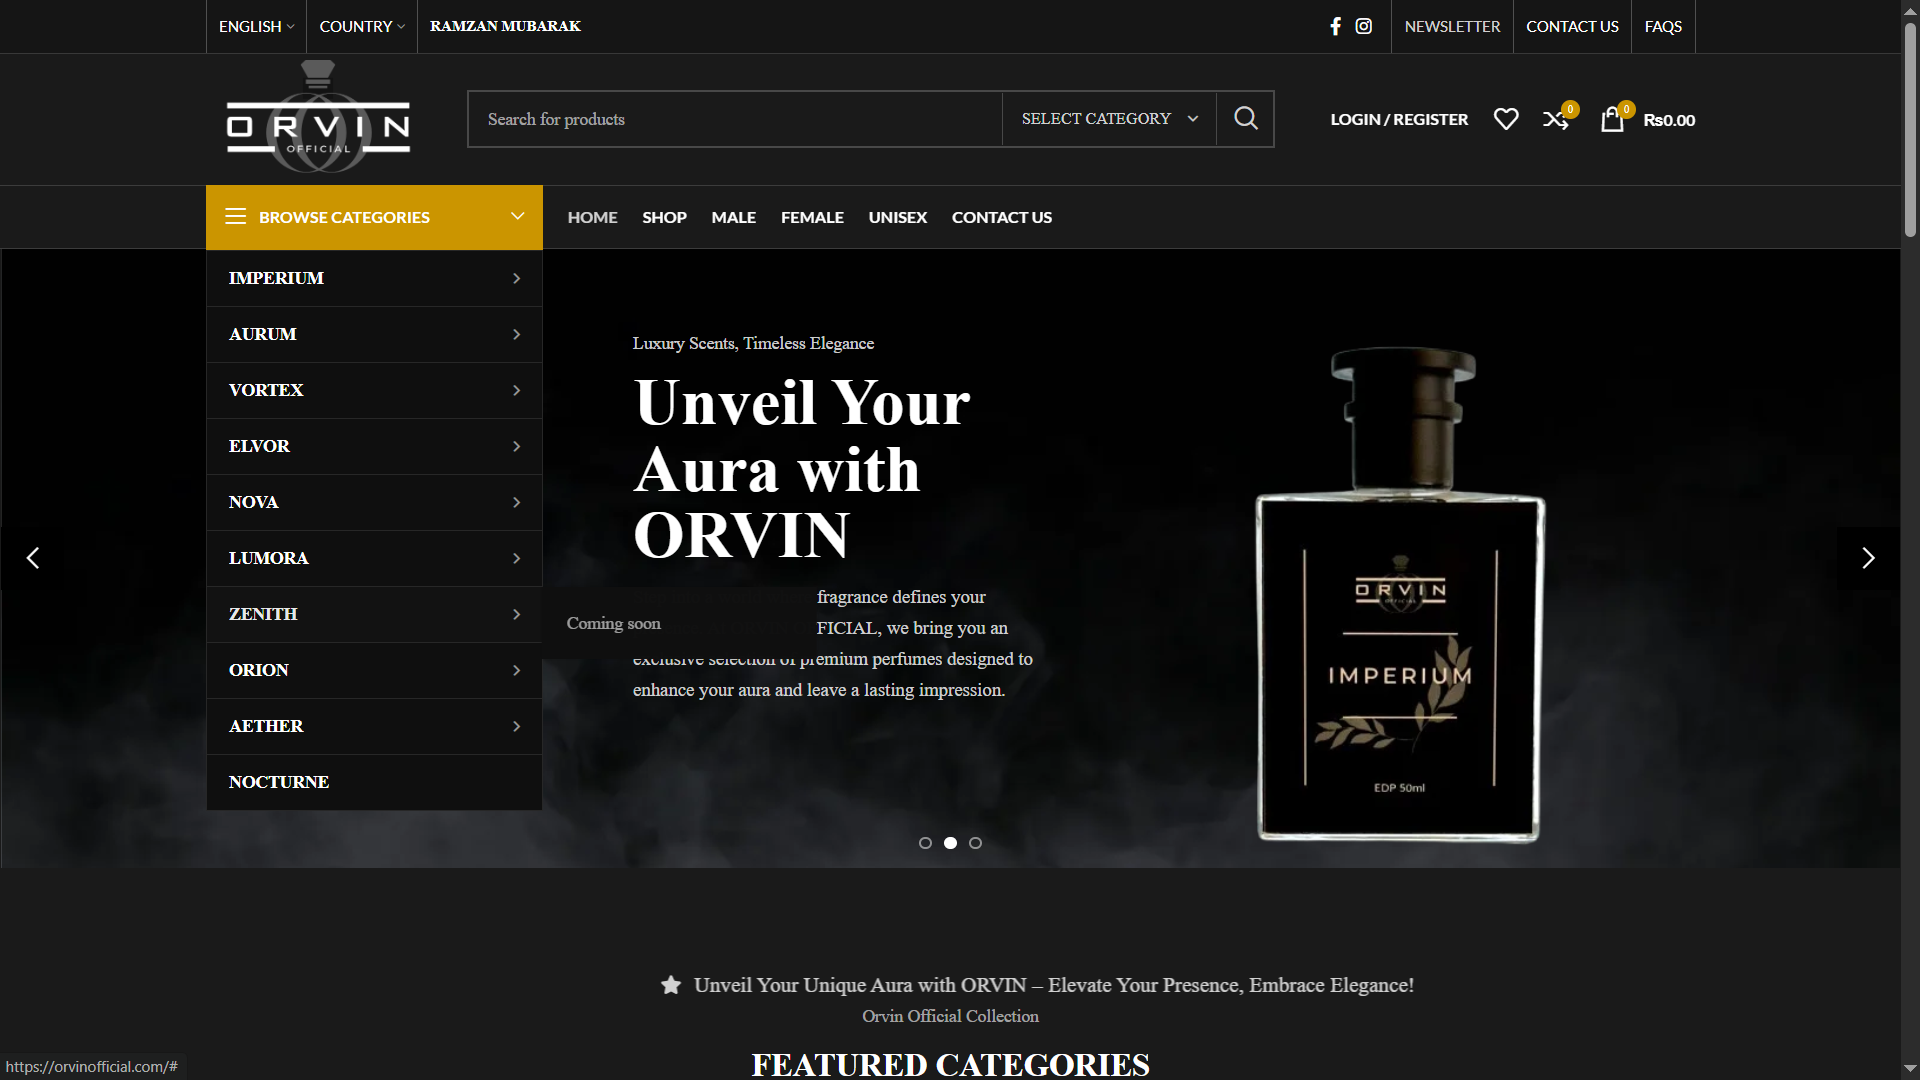 ENGLISH
COUNTRY
RAMZAN MUBARAK
NEWSLETTER
CONTACT US
FAQS
ORVIN
OFFICIAL
Search for products
SELECT CATEGORY
LOGIN / REGISTER
0
0
₨0.00
BROWSE CATEGORIES
HOME
SHOP
MALE
FEMALE
UNISEX
CONTACT US
IMPERIUM
AURUM
VORTEX
ELVOR
NOVA
LUMORA
ZENITH
ORION
AETHER
NOCTURNE
Luxury Scents, Timeless Elegance
Unveil Your
Aura with
ORVIN
Coming soon
fragrance defines your
FICIAL, we bring you an
exclusive selection of premium perfumes designed to
enhance your aura and leave a lasting impression.
ORVIN
OFFICIAL
IMPERIUM
EDP 50ml
Unveil Your Unique Aura with ORVIN – Elevate Your Presence, Embrace Elegance!
Orvin Official Collection
FEATURED CATEGORIES
https://orvinofficial.com/#